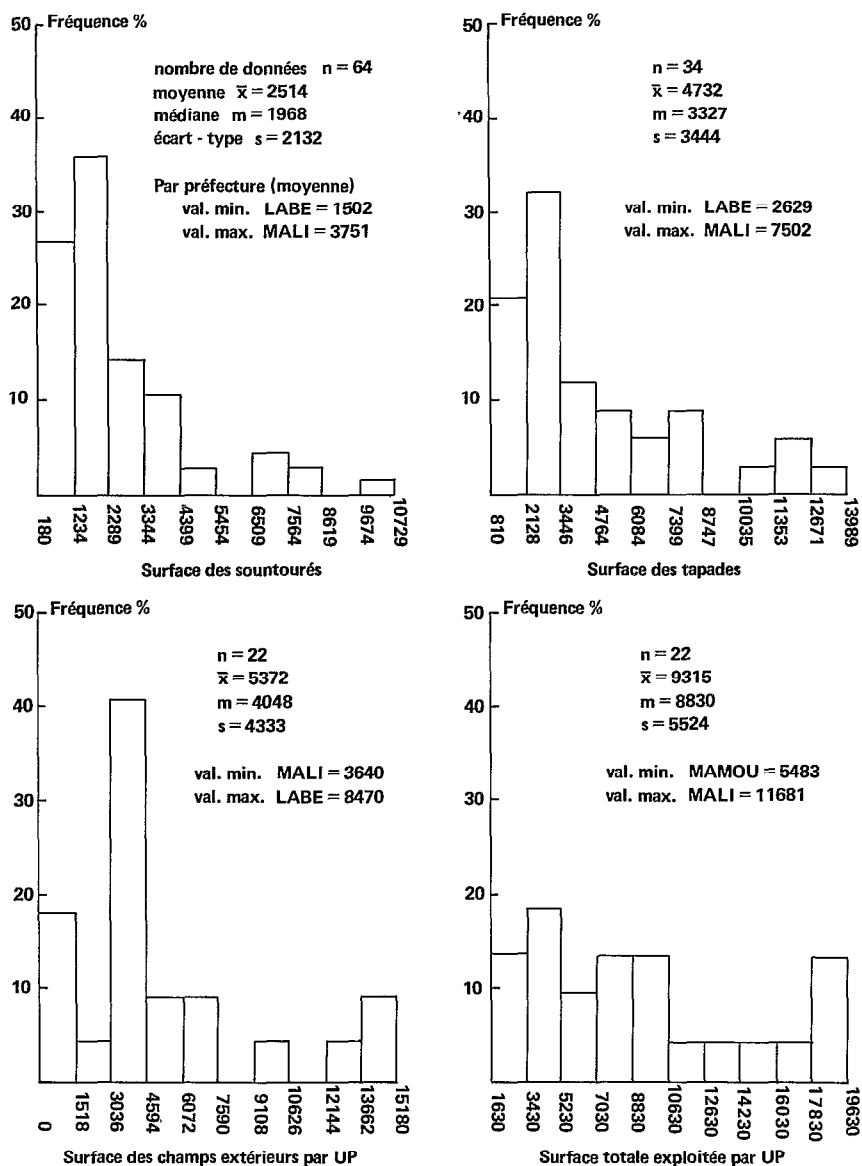 50 Fréquence %
nombre de données n = 64
moyenne x̄ = 2514
médiane m = 1968
écart - type s = 2132
Par préfecture (moyenne)
val. min. LABE = 1502
val. max. MALI = 3751
40
30
20
10
180 1234 2289 3344 4399 5454 6509 7564 8619 9674 10729
Surface des sountourés
50 Fréquence %
n = 34
x̄ = 4732
m = 3327
s = 3444
val. min. LABE = 2629
val. max. MALI = 7502
40
30
20
10
810 2128 3446 4764 6084 7399 8747 10035 11353 12671 13989
Surface des tapades
50 Fréquence %
n = 22
x̄ = 5372
m = 4048
s = 4333
val. min. MALI = 3640
val. max. LABE = 8470
40
30
20
10
0 1518 3036 4554 6072 7590 9108 10626 12144 13662 15180
Surface des champs extérieurs par UP
50 Fréquence %
n = 22
x̄ = 9315
m = 8830
s = 5524
val. min. MAMOU = 5483
val. max. MALI = 11681
40
30
20
10
1630 3430 5230 7030 8830 10630 12630 14230 16030 17830 19630
Surface totale exploitée par UP